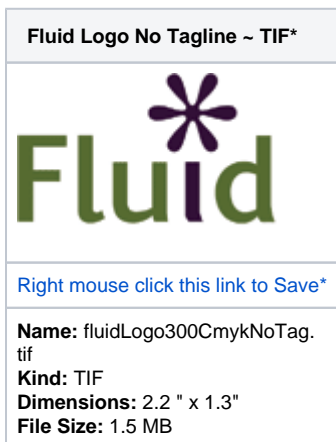 Fluid Logo No Tagline ~ TIF*
Fluid
Right mouse click this link to Save*
Name: fluidLogo300CmykNoTag.
tif
Kind: TIF
Dimensions: 2.2 " x 1.3"
File Size: 1.5 MB